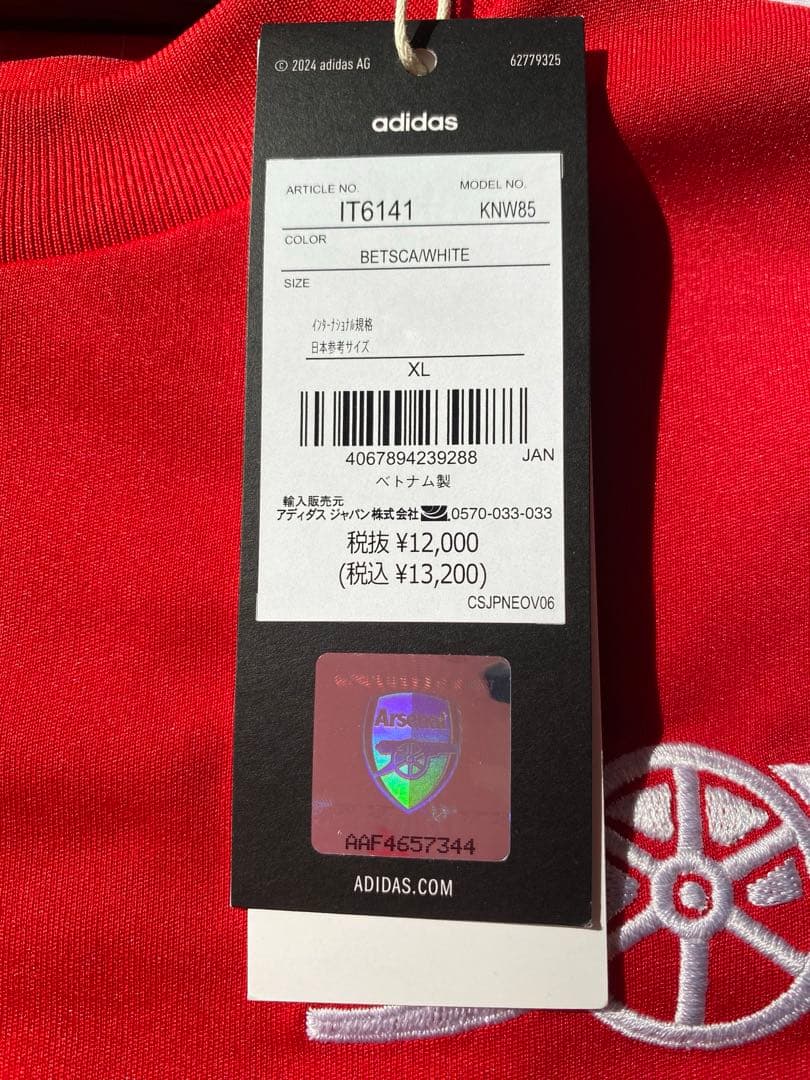 © 2024 adidas AG 62779325
adidas
ARTICLE NO. MODEL NO.
IT6141 KNW85
COLOR
BETSCA/WHITE
SIZE
インターナショナル規格
日本参考サイズ
XL
4067894239288 JAN
ベトナム製
輸入販売元
アディダス ジャパン株式会社 0570-033-033
税抜 ¥12,000
(税込 ¥13,200)
CSJPNEOV06
Arsenal
AAF4657344
ADIDAS.COM